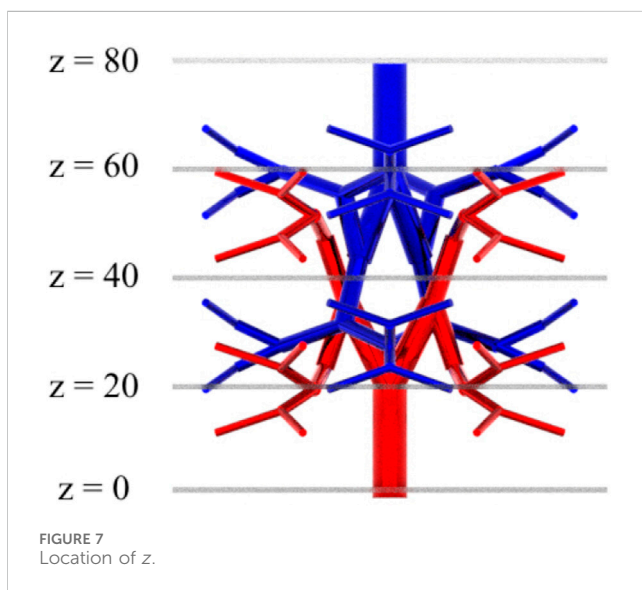 z = 80
z = 60
z = 40
z = 20
z = 0
FIGURE 7
Location of z.